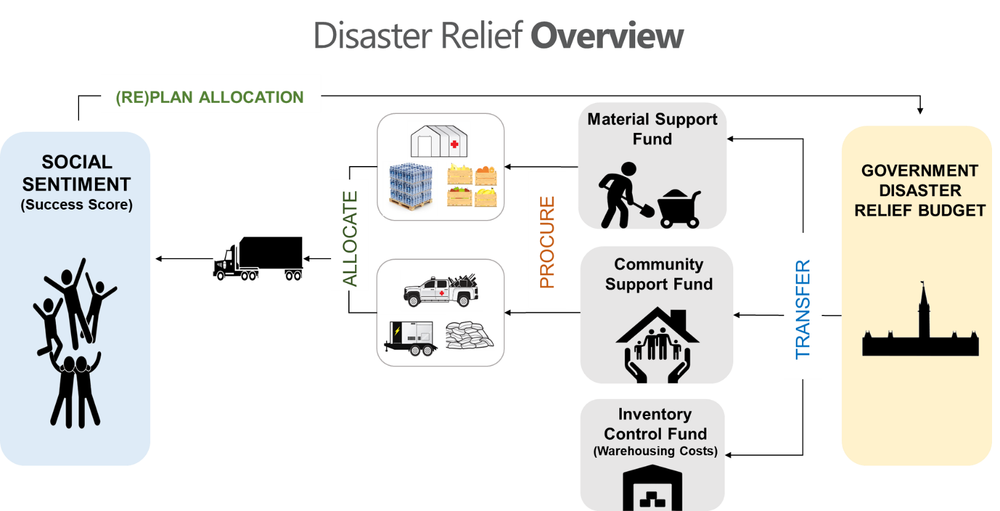 Disaster Relief Overview
(RE)PLAN ALLOCATION
SOCIAL
SENTIMENT
(Success Score)
ALLOCATE
PROCURE
Material Support
Fund
Community
Support Fund
Inventory
Control Fund
(Warehousing Costs)
TRANSFER
GOVERNMENT
DISASTER
RELIEF BUDGET